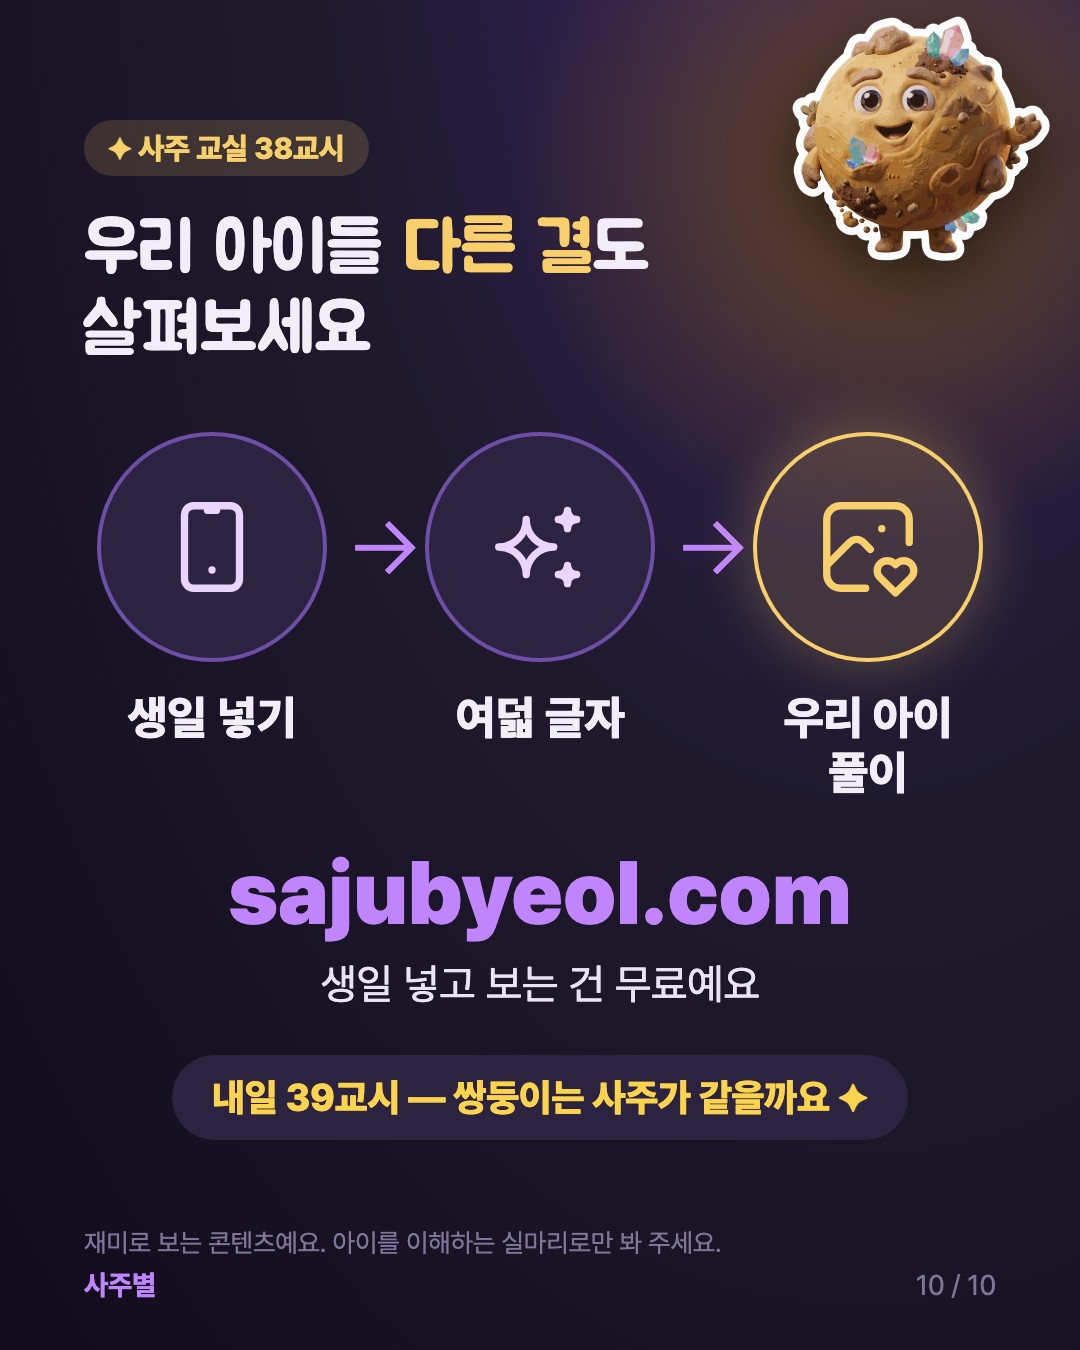 ✦ 사주 교실 38교시
우리 아이들 다른 결도
살펴보세요
생일 넣기
여덟 글자
우리 아이
풀이
sajubyeol.com
생일 넣고 보는 건 무료예요
내일 39교시 — 쌍둥이는 사주가 같을까요 ✦
재미로 보는 콘텐츠예요. 아이를 이해하는 실마리로만 봐 주세요.
사주별
10 / 10